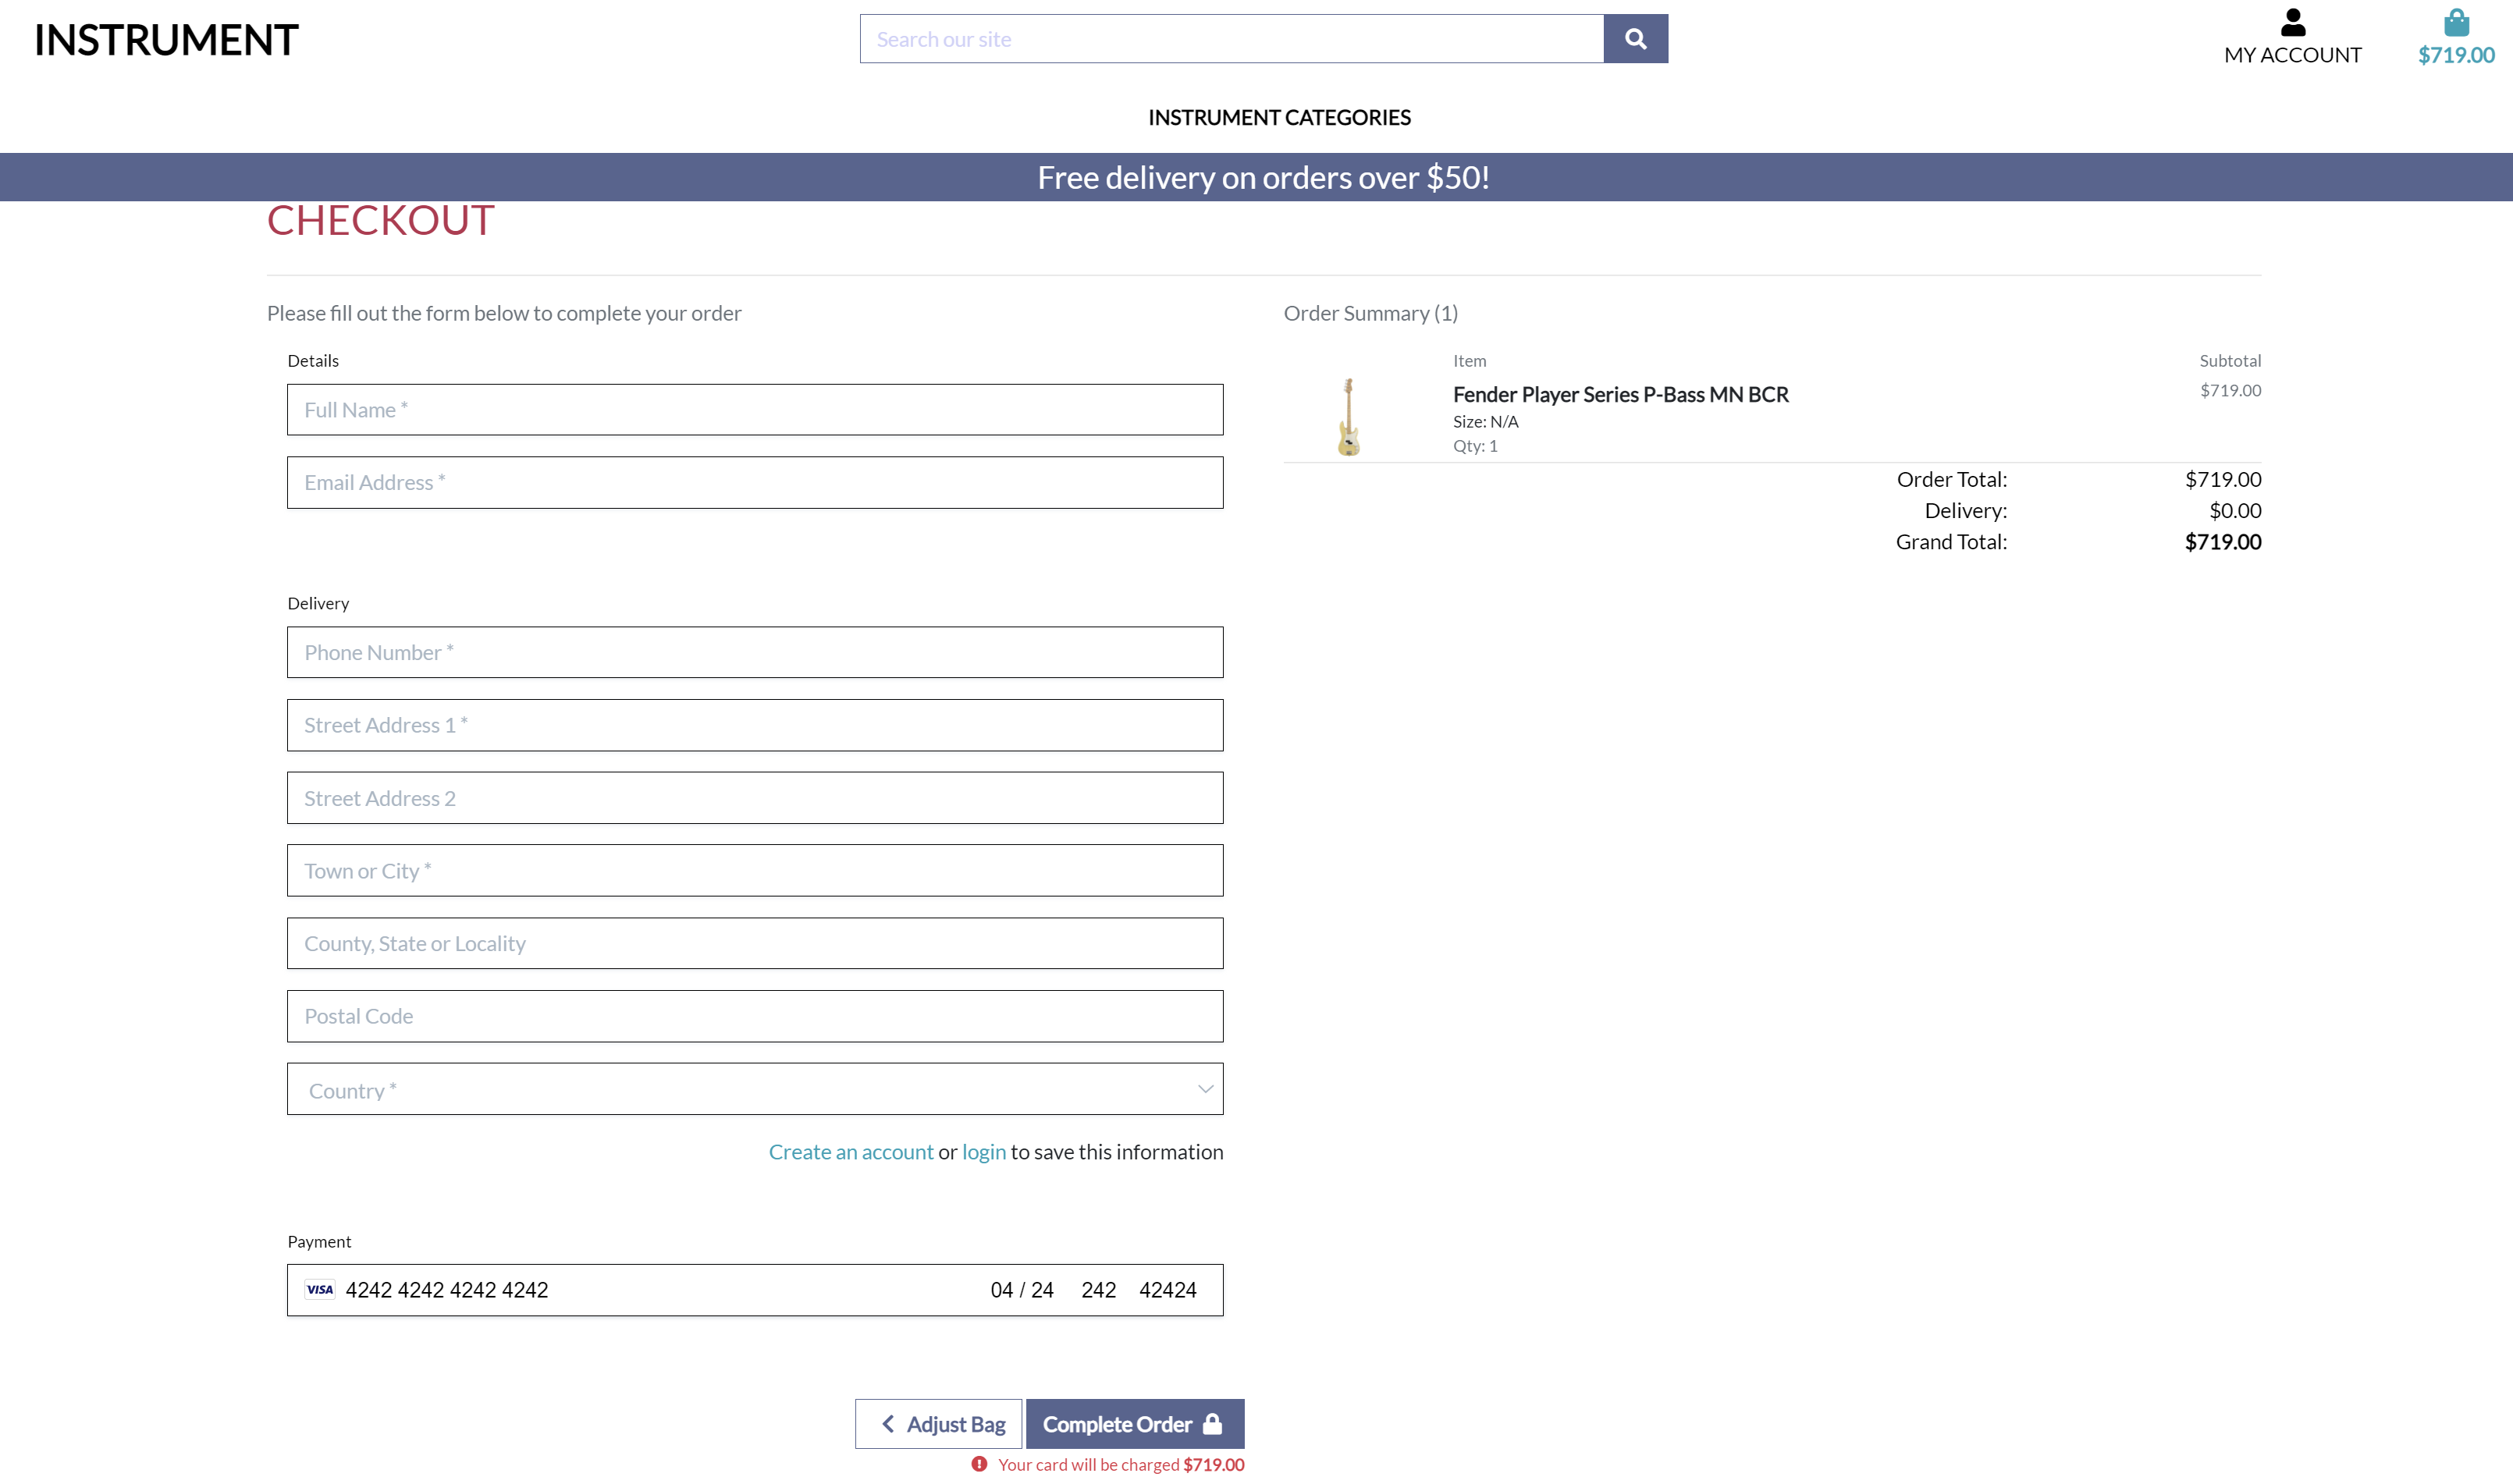 INSTRUMENT
Search our site
MY ACCOUNT
$719.00
INSTRUMENT CATEGORIES
Free delivery on orders over $50!
CHECKOUT
Please fill out the form below to complete your order
Details
Full Name *
Email Address *
Delivery
Phone Number *
Street Address 1 *
Street Address 2
Town or City *
County, State or Locality
Postal Code
Country *
Create an account or login to save this information
Payment
VISA 4242 4242 4242 4242 04 / 24 242 42424
Adjust Bag Complete Order
Your card will be charged $719.00
Order Summary (1)
Item Subtotal
Fender Player Series P-Bass MN BCR $719.00
Size: N/A
Qty: 1
Order Total: $719.00
Delivery: $0.00
Grand Total: $719.00